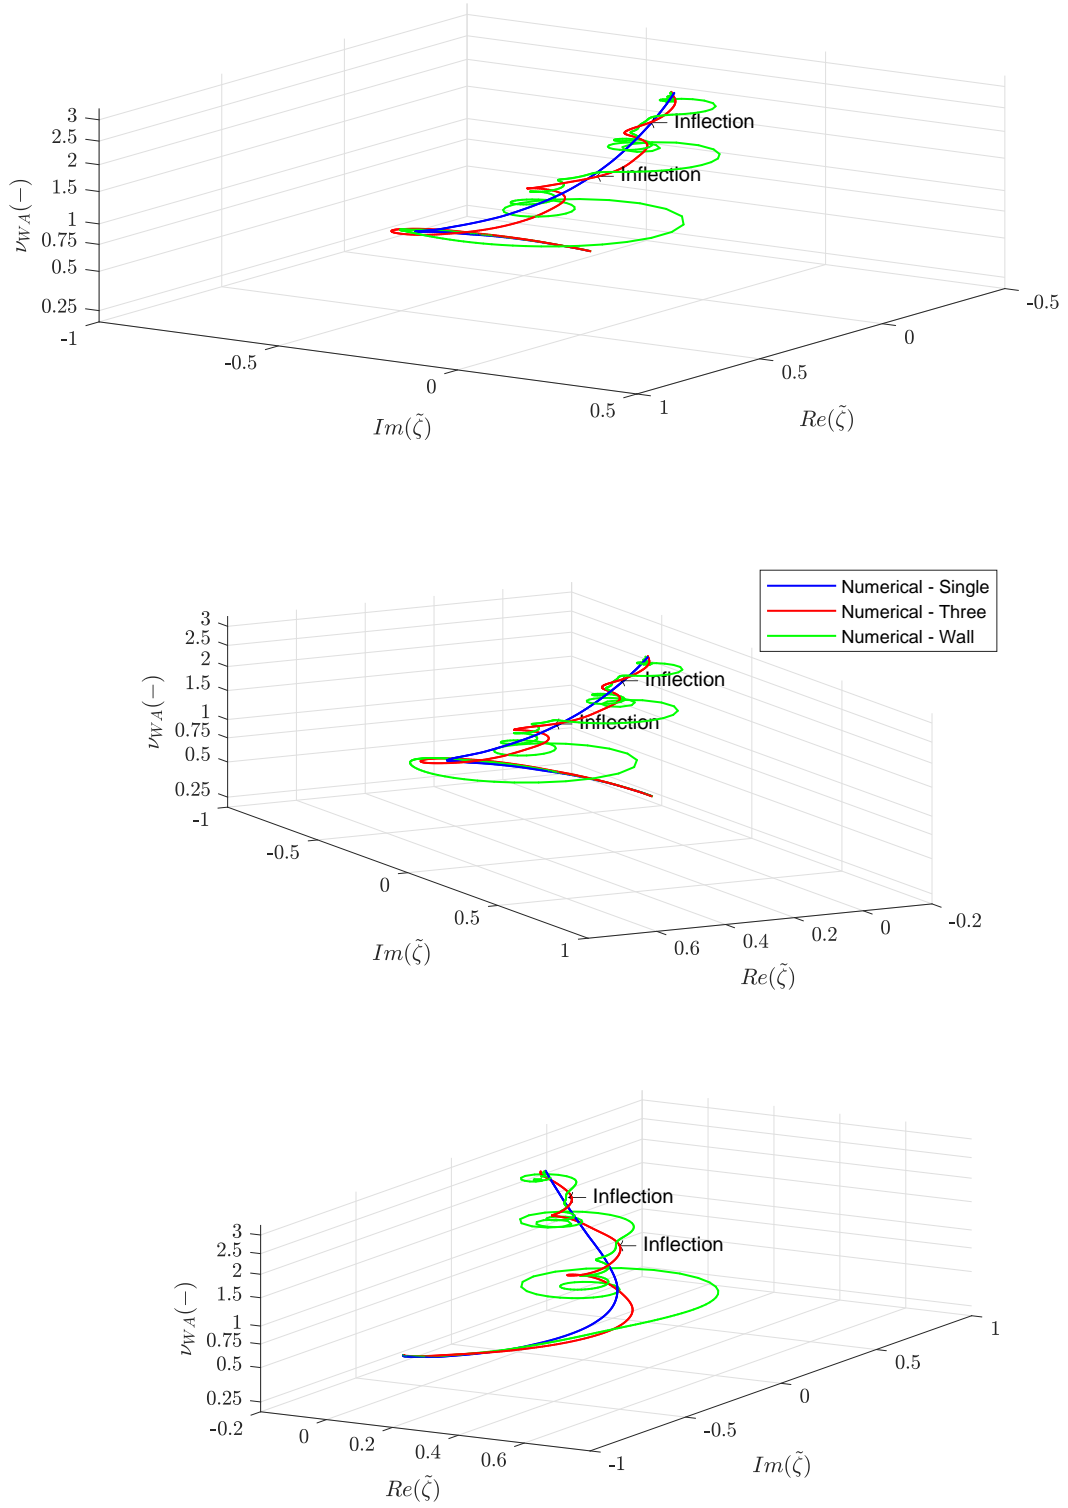 3
2.5
2
1.5
1
0.75
0.5
0.25
ν_WA(−)
Inflection
Inflection
-1
-0.5
0
0.5
Im(ζ̃)
1
0.5
0
-0.5
Re(ζ̃)
Numerical - Single
Numerical - Three
Numerical - Wall
3
2.5
2
1.5
1
0.75
0.5
0.25
ν_WA(−)
Inflection
Inflection
-1
-0.5
0
0.5
1
Im(ζ̃)
0.6
0.4
0.2
0
-0.2
Re(ζ̃)
3
2.5
2
1.5
1
0.75
0.5
0.25
ν_WA(−)
Inflection
Inflection
-0.2
0
0.2
0.4
0.6
Re(ζ̃)
-1
-0.5
0
0.5
1
Im(ζ̃)